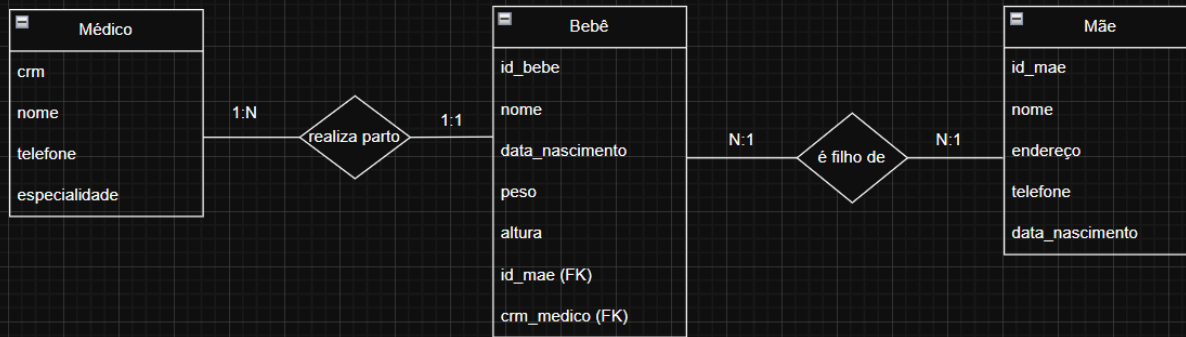 Médico
crm
nome
telefone
especialidade
1:N
realiza parto
1:1
Bebê
id_bebe
nome
data_nascimento
peso
altura
id_mae (FK)
crm_medico (FK)
N:1
é filho de
N:1
Mãe
id_mae
nome
endereço
telefone
data_nascimento